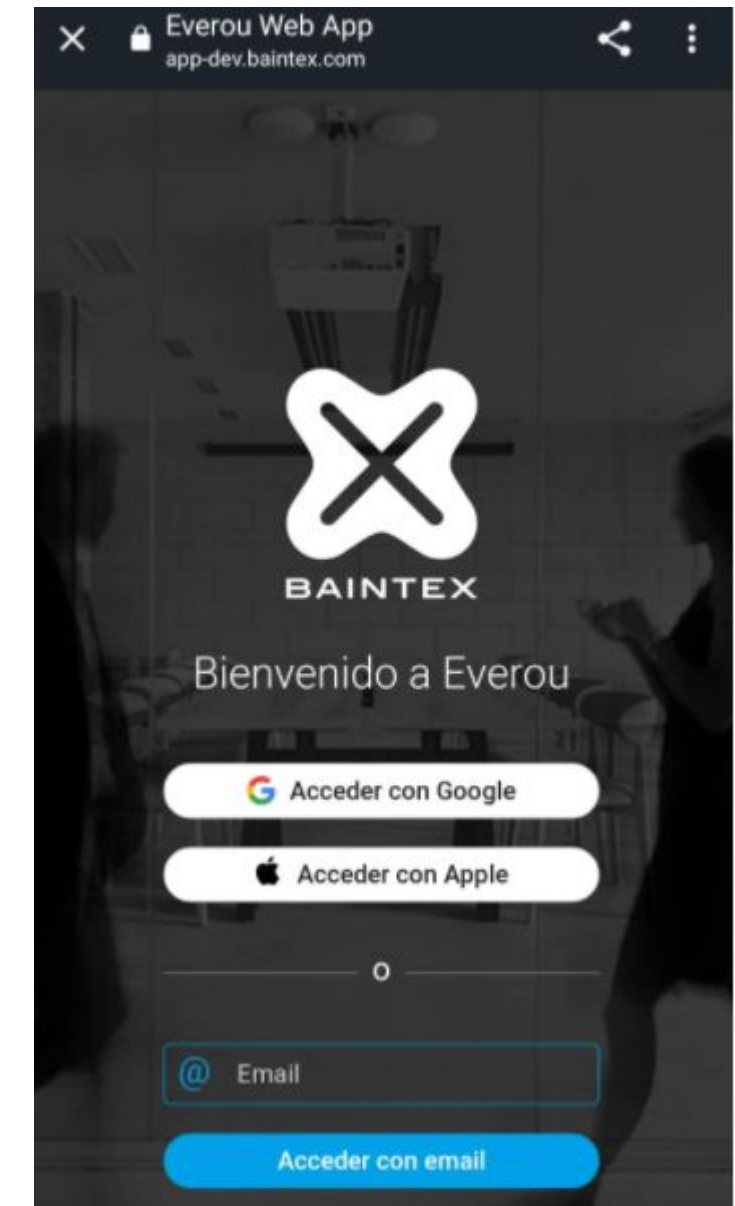 Everou Web App
app-dev.baintex.com
BAINTEX
Bienvenido a Everou
Acceder con Google
Acceder con Apple
O
@ Email
Acceder con email